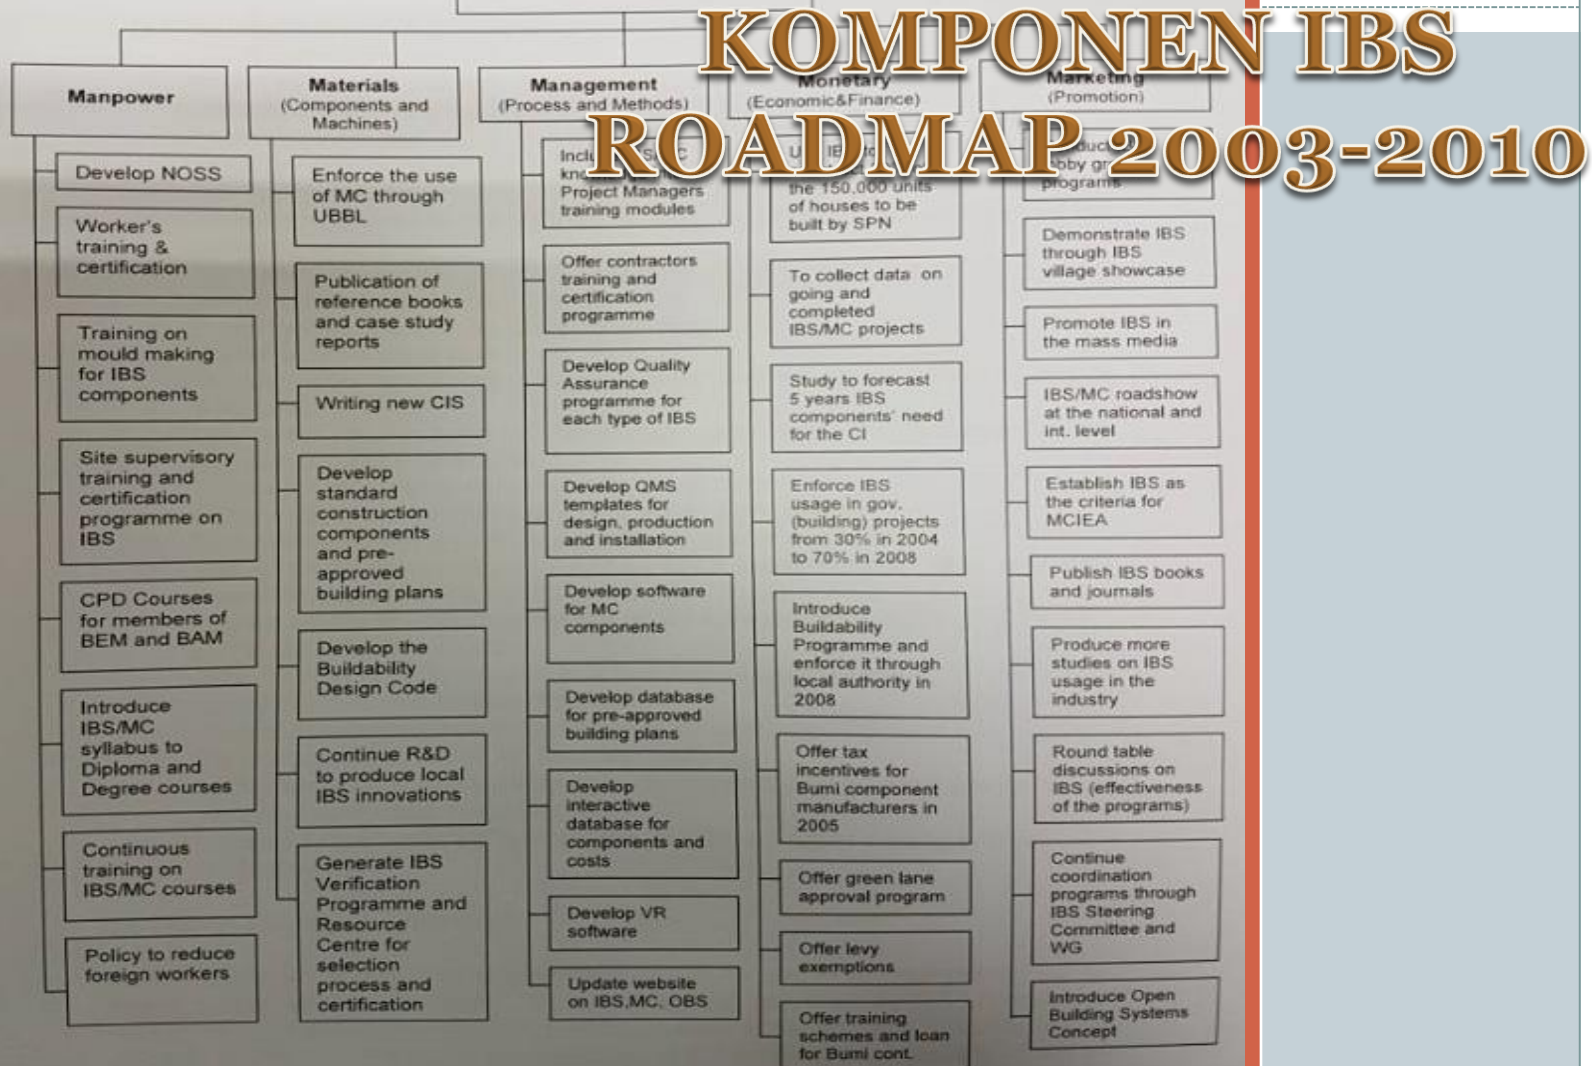 KOMPONEN IBS
ROADMAP 2003-2010
Manpower
Develop NOSS
Worker's
training &
certification
Training on
mould making
for IBS
components
Site supervisory
training and
certification
programme on
IBS
CPD Courses
for members of
BEM and BAM
Introduce
IBS/MC
syllabus to
Diploma and
Degree courses
Continuous
training on
IBS/MC courses
Policy to reduce
foreign workers
Materials
(Components and
Machines)
Enforce the use
of MC through
UBBL
Publication of
reference books
and case study
reports
Writing new CIS
Develop
standard
construction
components
and pre-
approved
building plans
Develop the
Buildability
Design Code
Continue R&D
to produce local
IBS innovations
Generate IBS
Verification
Programme and
Resource
Centre for
selection
process and
certification
Management
(Process and Methods)
Project Managers
training modules
Offer contractors
training and
certification
programme
Develop Quality
Assurance
programme for
each type of IBS
Develop QMS
templates for
design, production
and installation
Develop software
for MC
components
Develop database
for pre-approved
building plans
Develop
interactive
database for
components and
costs
Develop VR
software
Update website
on IBS,MC, OBS
Monetary
(Economic&Finance)
the 150,000 units
of houses to be
built by SPN
To collect data on
going and
completed
IBS/MC projects
Study to forecast
5 years IBS
components' need
for the CI
Enforce IBS
usage in gov.
(building) projects
from 30% in 2004
to 70% in 2008
Introduce
Buildability
Programme and
enforce it through
local authority in
2008
Offer tax
incentives for
Bumi component
manufacturers in
2005
Offer green lane
approval program
Offer levy
exemptions
Offer training
schemes and loan
for Bumi cont.
Marketing
(Promotion)
programs
Demonstrate IBS
through IBS
village showcase
Promote IBS in
the mass media
IBS/MC roadshow
at the national and
int. level
Establish IBS as
the criteria for
MCIEA
Publish IBS books
and journals
Produce more
studies on IBS
usage in the
industry
Round table
discussions on
IBS (effectiveness
of the programs)
Continue
coordination
programs through
IBS Steering
Committee and
WG
Introduce Open
Building Systems
Concept